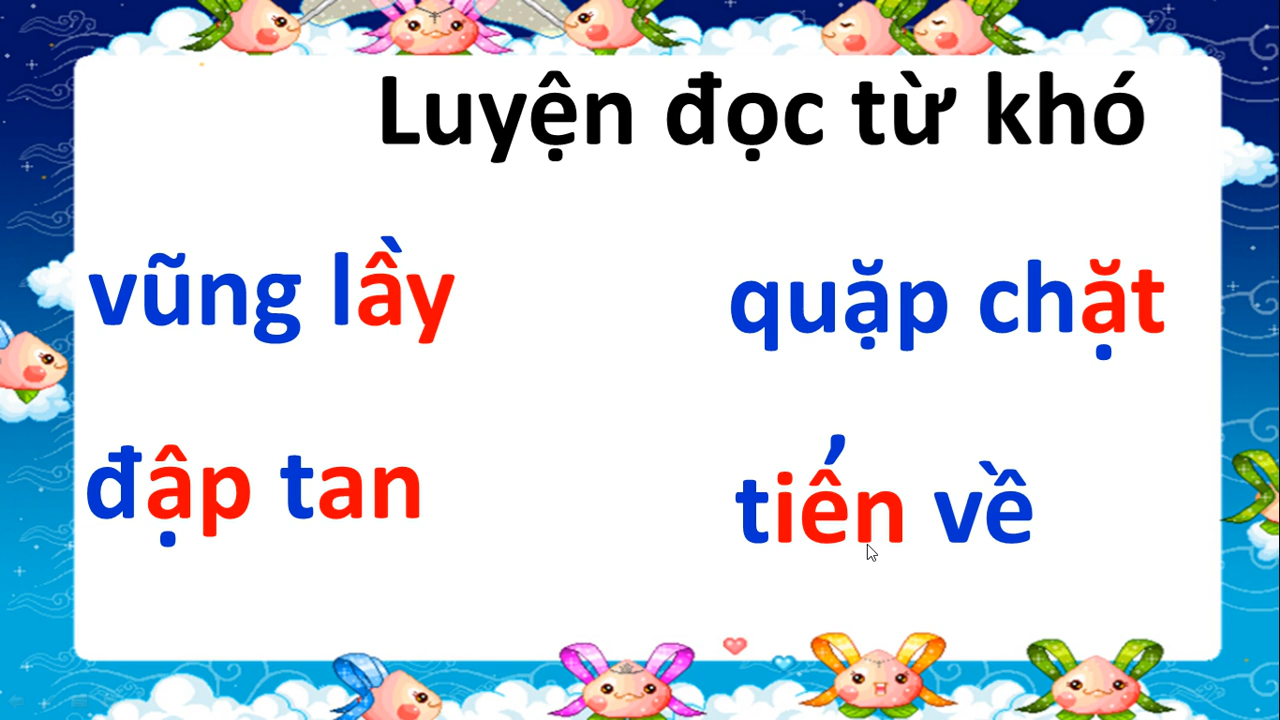 Luyện đọc từ khó
vũng lầy
quặp chặt
đập tan
tiến về